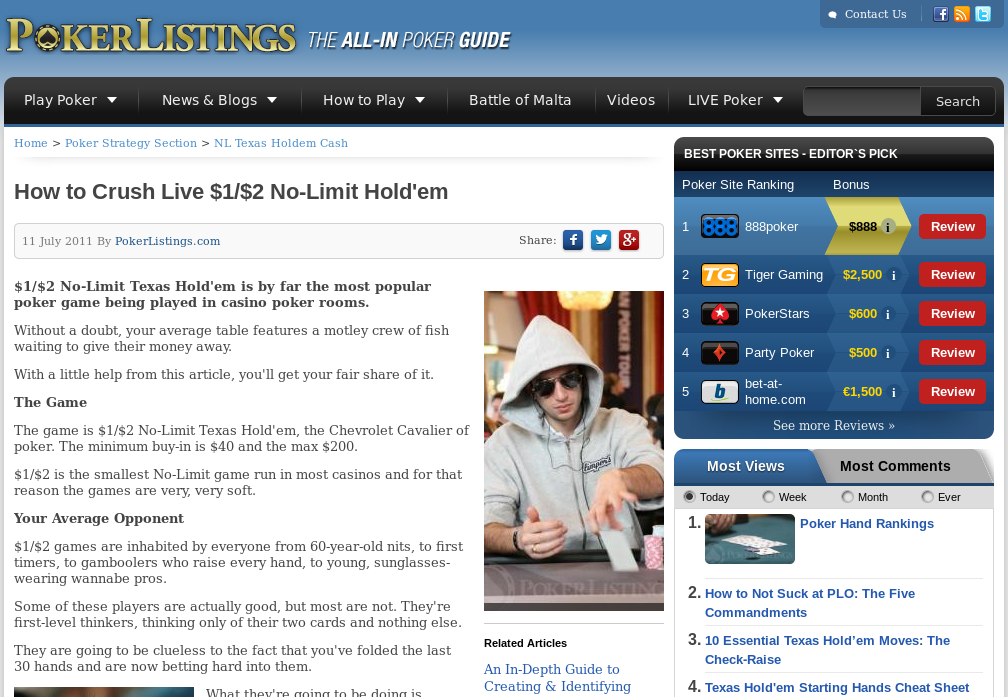 Contact Us
PokerListings THE ALL-IN POKER GUIDE
Play Poker News & Blogs How to Play Battle of Malta Videos LIVE Poker Search
Home > Poker Strategy Section > NL Texas Holdem Cash
How to Crush Live $1/$2 No-Limit Hold'em
11 July 2011 By PokerListings.com Share:
$1/$2 No-Limit Texas Hold'em is by far the most popular
poker game being played in casino poker rooms.
Without a doubt, your average table features a motley crew of fish
waiting to give their money away.
With a little help from this article, you'll get your fair share of it.
The Game
The game is $1/$2 No-Limit Texas Hold'em, the Chevrolet Cavalier of
poker. The minimum buy-in is $40 and the max $200.
$1/$2 is the smallest No-Limit game run in most casinos and for that
reason the games are very, very soft.
Your Average Opponent
$1/$2 games are inhabited by everyone from 60-year-old nits, to first
timers, to gamboolers who raise every hand, to young, sunglasses-
wearing wannabe pros.
Some of these players are actually good, but most are not. They're
first-level thinkers, thinking only of their two cards and nothing else.
They are going to be clueless to the fact that you've folded the last
30 hands and are now betting hard into them.
What they're going to be doing is
POKERLISTINGS
Related Articles
An In-Depth Guide to
Creating & Identifying
BEST POKER SITES - EDITOR`S PICK
Poker Site Ranking Bonus
1 888 888poker $888 i Review
2 TG Tiger Gaming $2,500 i Review
3 PokerStars $600 i Review
4 Party Poker $500 i Review
5 b bet-at-
home.com €1,500 i Review
See more Reviews »
Most Views Most Comments
Today Week Month Ever
1. Poker Hand Rankings
2. How to Not Suck at PLO: The Five
Commandments
3. 10 Essential Texas Hold'em Moves: The
Check-Raise
4. Texas Hold'em Starting Hands Cheat Sheet